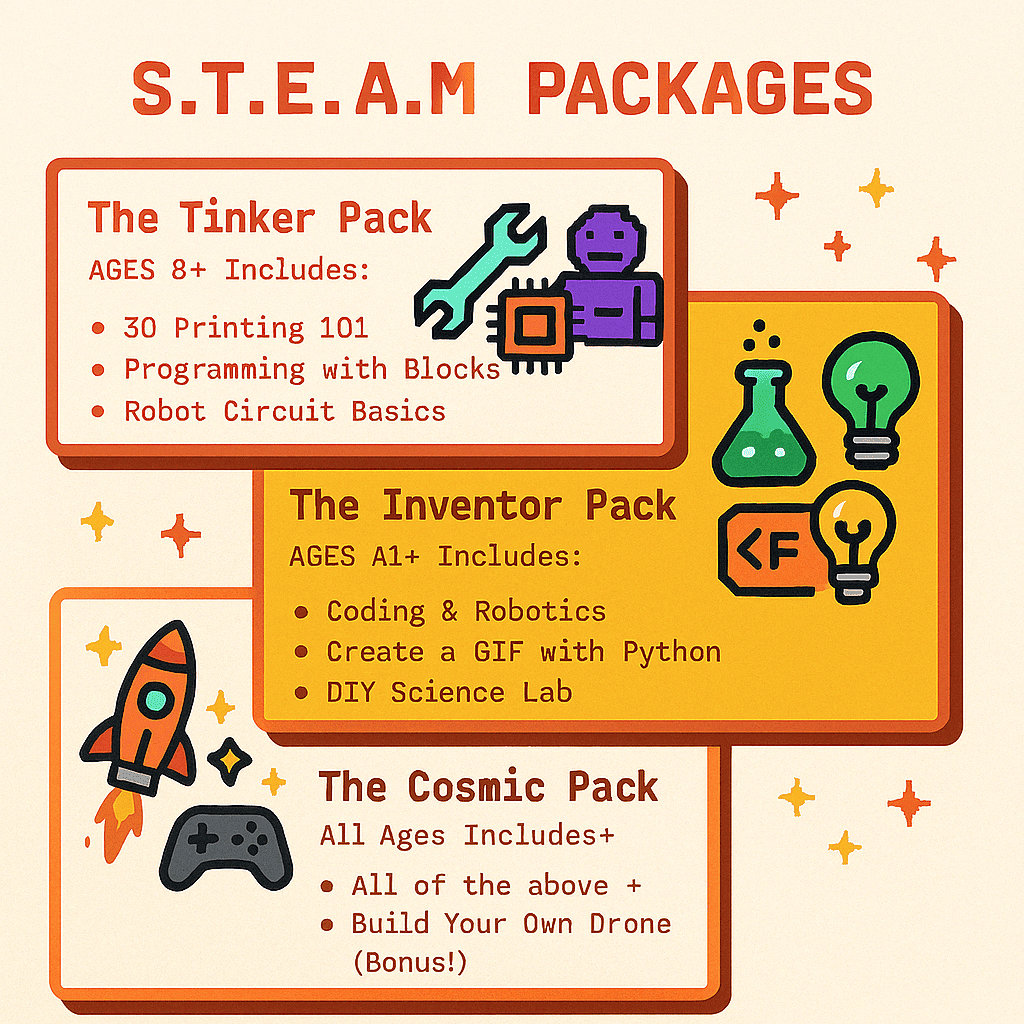 S.T.E.A.M PACKAGES
The Tinker Pack
AGES 8+ Includes:
• 3O Printing 1O1
• Programming with Blocks
• Robot Circuit Basics
The Inventor Pack
AGES A1+ Includes:
• Coding & Robotics
• Create a GIF with Python
• DIY Science Lab
<F
The Cosmic Pack
All Ages Includes+
• All of the above +
• Build Your Own Drone
(Bonus!)